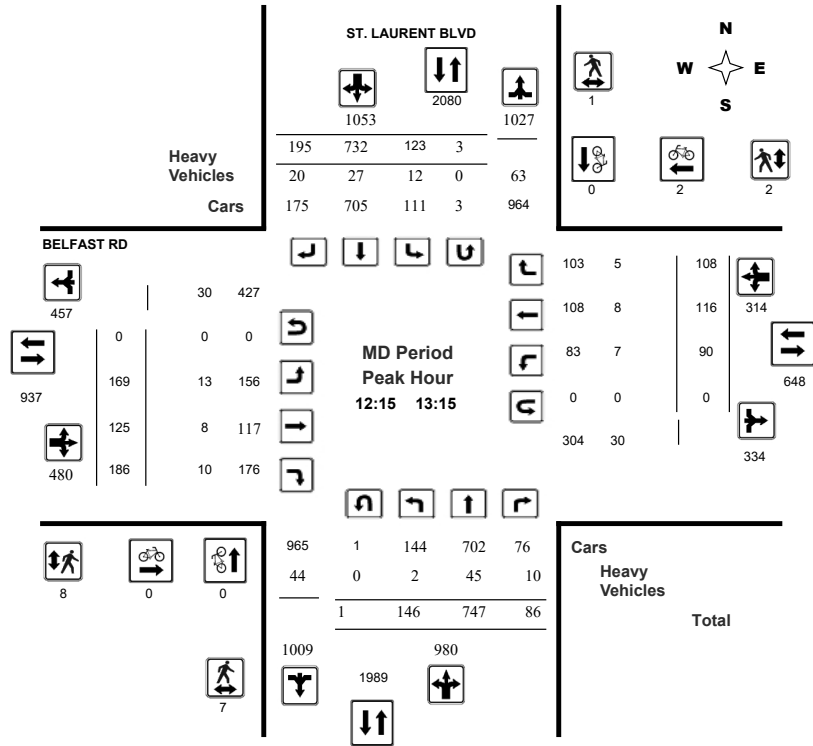 ST. LAURENT BLVD
N
W E
S
2080
1
1053
1027
195 732 123 3
Heavy
Vehicles
20 27 12 0 63
0 2 2
Cars
175 705 111 3 964
BELFAST RD
457
30 427
103 5 108
314
0 0 0
108 8 116
MD Period
Peak Hour
12:15 13:15
937
169 13 156
83 7 90
648
125 8 117
0 0 0
480
186 10 176
304 30
334
965 1 144 702 76
Cars
44 0 2 45 10
Heavy
Vehicles
8 0 0
1 146 747 86
Total
1009 980
1989
7